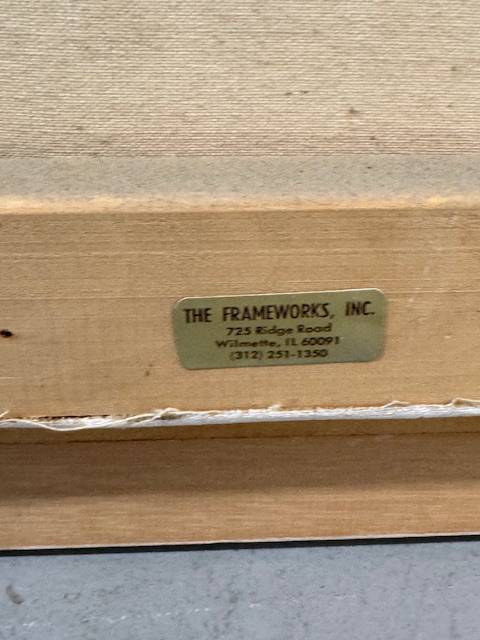 THE FRAMEWORKS, INC.
725 Ridge Road
Wilmette, IL 60091
(312) 251-1350